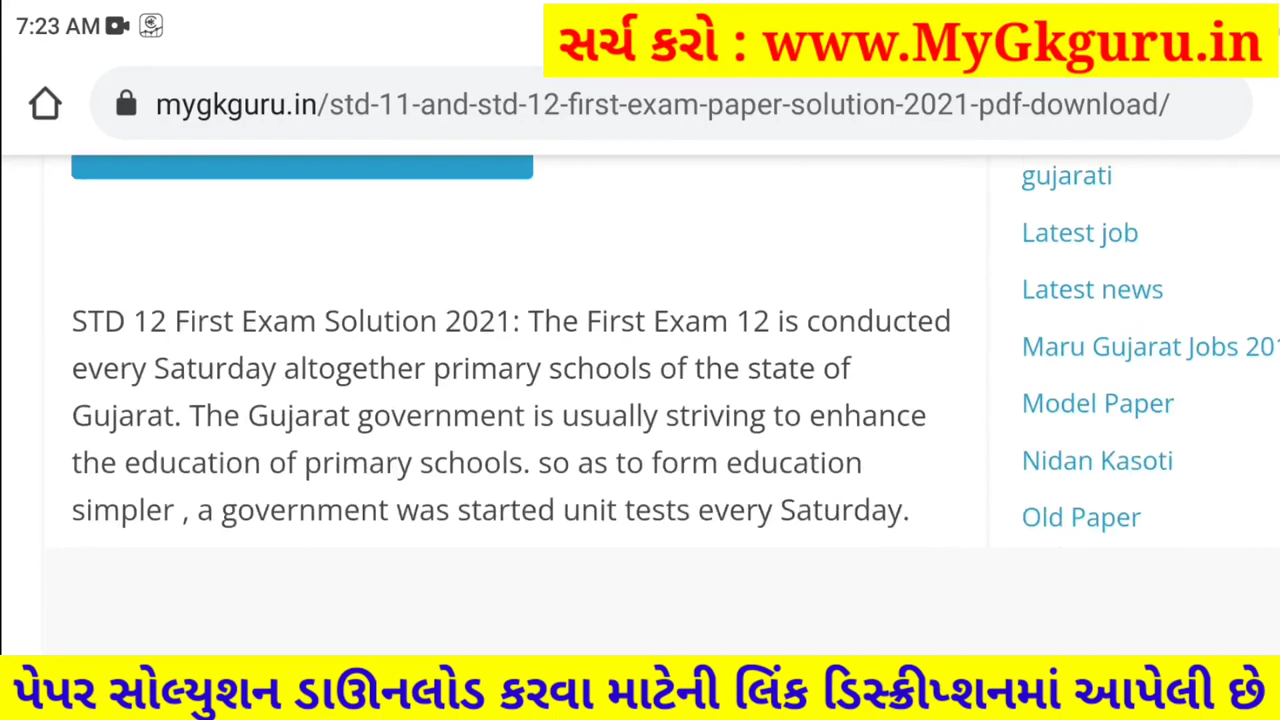 7:23 AM
સર્ચ કરો : www.MyGkguru.in
mygkguru.in/std-11-and-std-12-first-exam-paper-solution-2021-pdf-download/
STD 12 First Exam Solution 2021: The First Exam 12 is conducted
every Saturday altogether primary schools of the state of
Gujarat. The Gujarat government is usually striving to enhance
the education of primary schools. so as to form education
simpler , a government was started unit tests every Saturday.
gujarati
Latest job
Latest news
Maru Gujarat Jobs 201
Model Paper
Nidan Kasoti
Old Paper
પેપર સોલ્યુશન ડાઊનલોડ કરવા માટેની લિંક ડિસ્ક્રીપ્શનમાં આપેલી છે